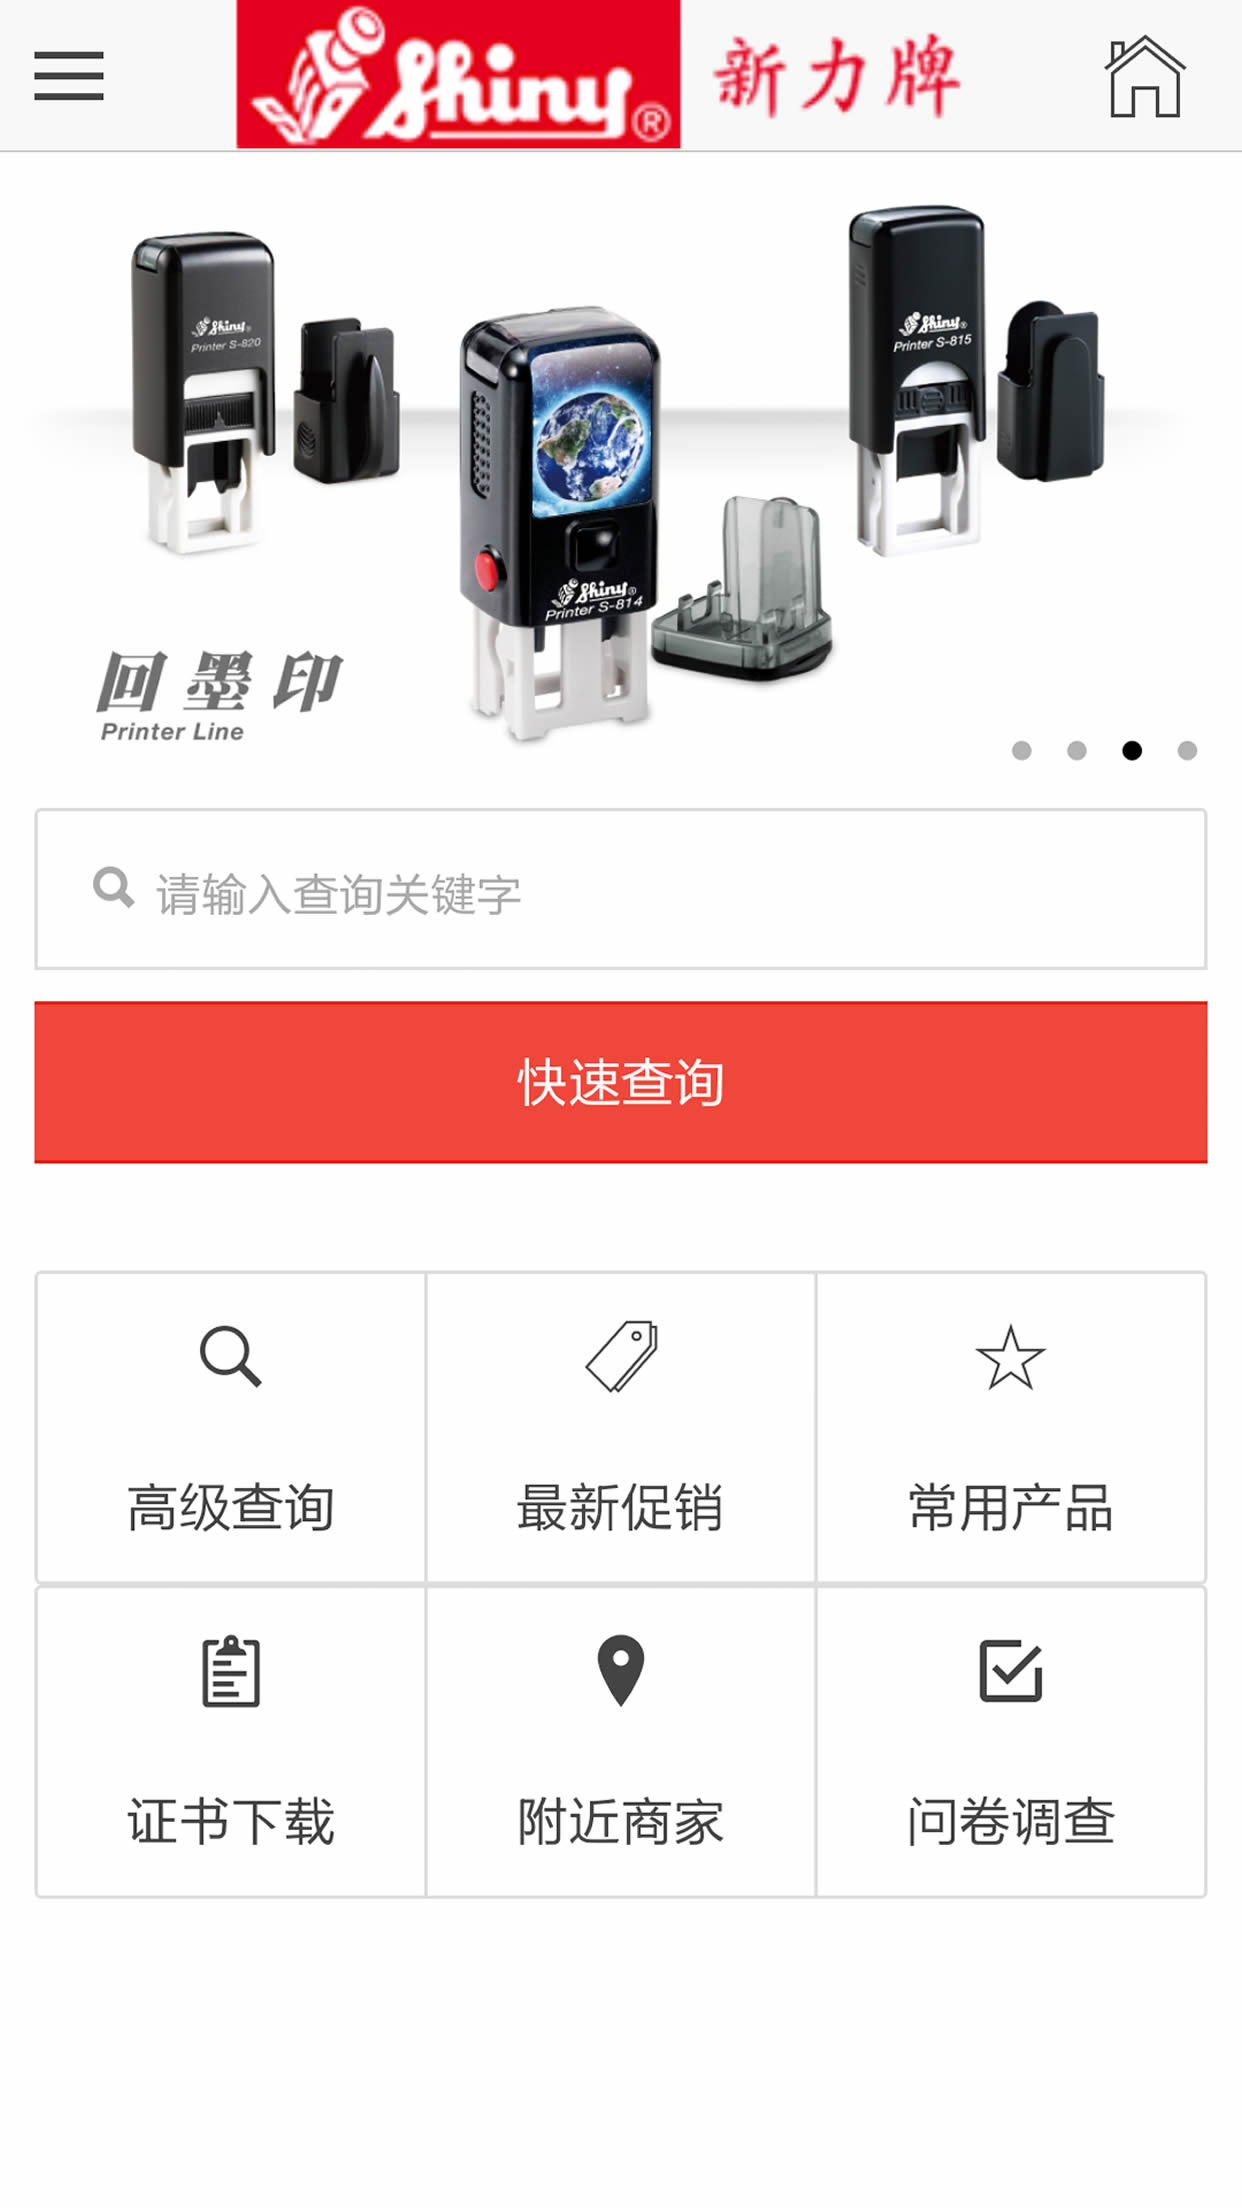 Shiny® 新力牌
Shiny®
Printer S-820
Shiny®
Printer S-815
Shiny®
Printer S-814
回墨印
Printer Line
请输入查询关键字
快速查询
高级查询 最新促销 常用产品
证书下载 附近商家 问卷调查